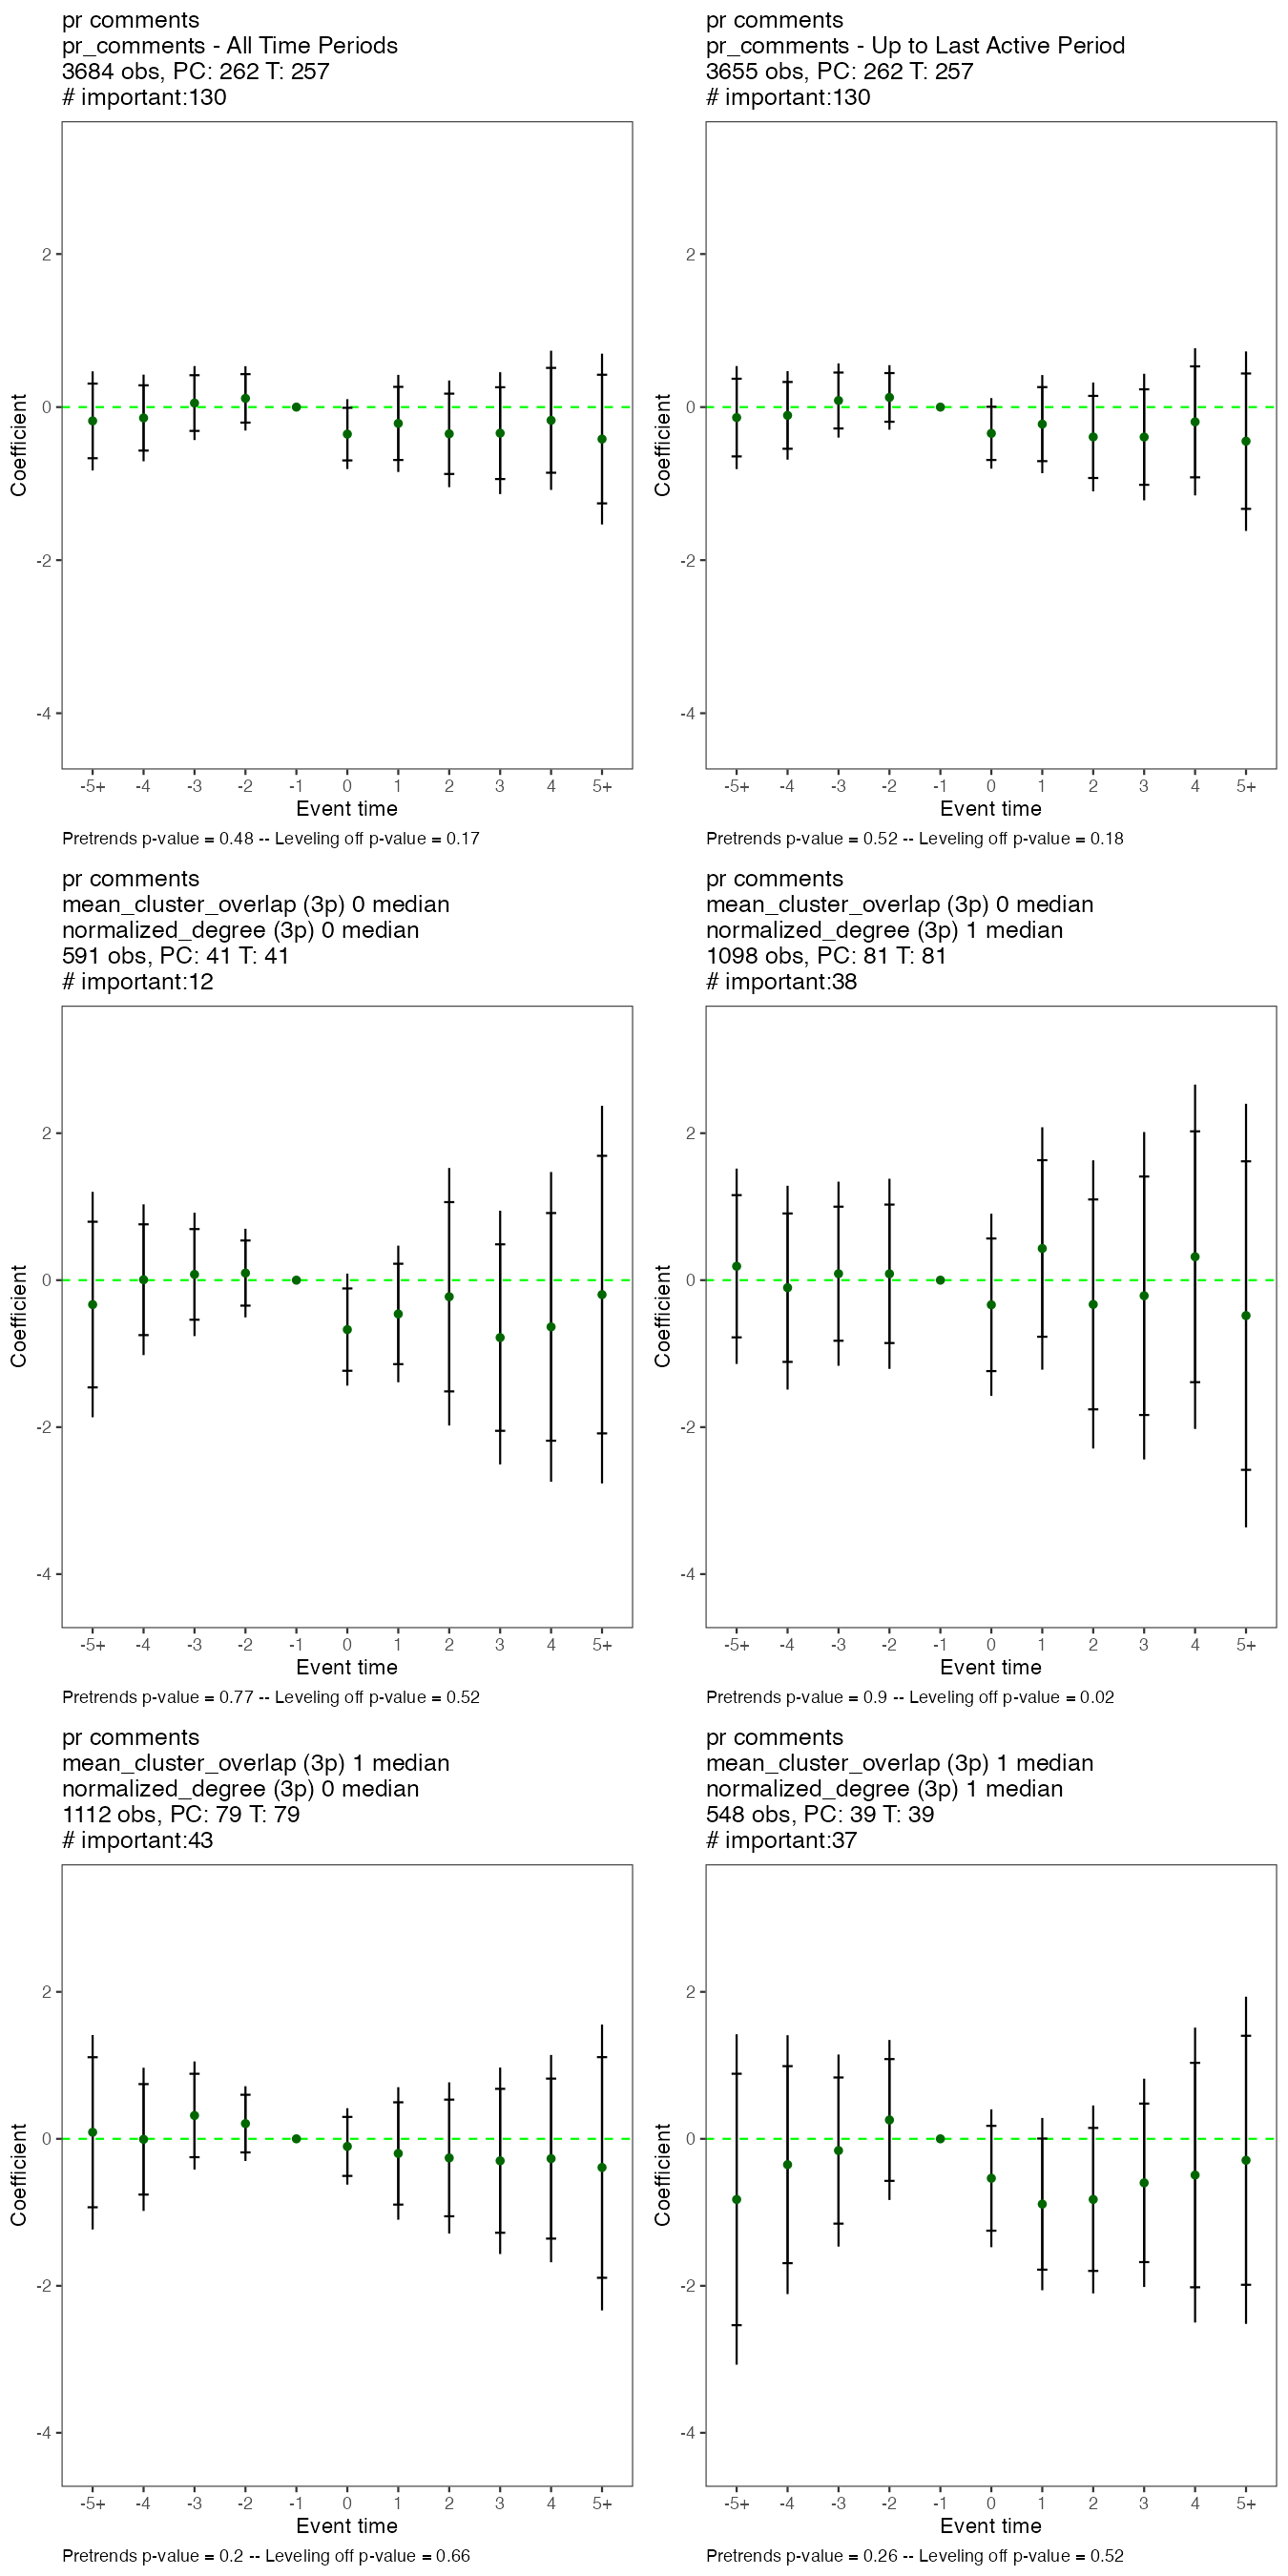 pr comments
pr_comments - All Time Periods
3684 obs, PC: 262 T: 257
# important:130
2
0
-2
-4
Coefficient
-5+ -4 -3 -2 -1 0 1 2 3 4 5+
Event time
Pretrends p-value = 0.48 -- Leveling off p-value = 0.17
pr comments
pr_comments - Up to Last Active Period
3655 obs, PC: 262 T: 257
# important:130
2
0
-2
-4
Coefficient
-5+ -4 -3 -2 -1 0 1 2 3 4 5+
Event time
Pretrends p-value = 0.52 -- Leveling off p-value = 0.18
pr comments
mean_cluster_overlap (3p) 0 median
normalized_degree (3p) 0 median
591 obs, PC: 41 T: 41
# important:12
2
0
-2
-4
Coefficient
-5+ -4 -3 -2 -1 0 1 2 3 4 5+
Event time
Pretrends p-value = 0.77 -- Leveling off p-value = 0.52
pr comments
mean_cluster_overlap (3p) 0 median
normalized_degree (3p) 1 median
1098 obs, PC: 81 T: 81
# important:38
2
0
-2
-4
Coefficient
-5+ -4 -3 -2 -1 0 1 2 3 4 5+
Event time
Pretrends p-value = 0.9 -- Leveling off p-value = 0.02
pr comments
mean_cluster_overlap (3p) 1 median
normalized_degree (3p) 0 median
1112 obs, PC: 79 T: 79
# important:43
2
0
-2
-4
Coefficient
-5+ -4 -3 -2 -1 0 1 2 3 4 5+
Event time
Pretrends p-value = 0.2 -- Leveling off p-value = 0.66
pr comments
mean_cluster_overlap (3p) 1 median
normalized_degree (3p) 1 median
548 obs, PC: 39 T: 39
# important:37
2
0
-2
-4
Coefficient
-5+ -4 -3 -2 -1 0 1 2 3 4 5+
Event time
Pretrends p-value = 0.26 -- Leveling off p-value = 0.52